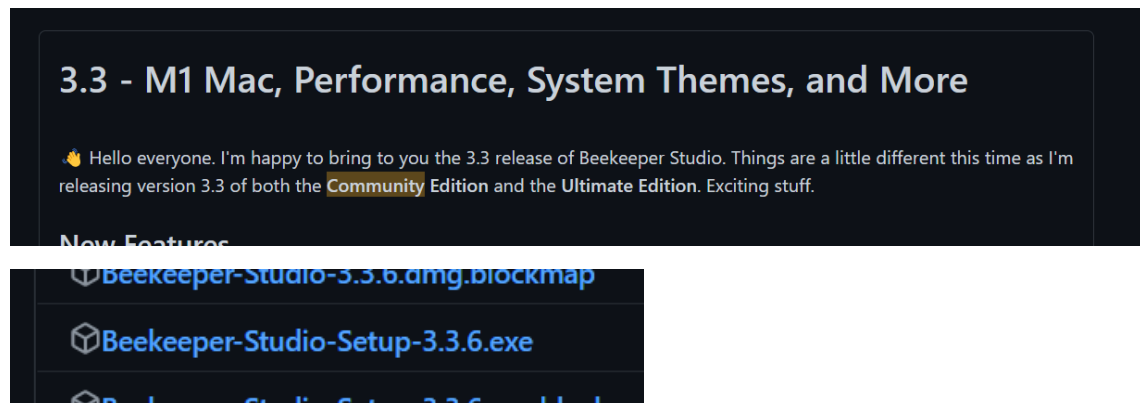 3.3 - M1 Mac, Performance, System Themes, and More
👋 Hello everyone. I'm happy to bring to you the 3.3 release of Beekeeper Studio. Things are a little different this time as I'm
releasing version 3.3 of both the Community Edition and the Ultimate Edition. Exciting stuff.
New Features
Beekeeper-Studio-3.3.6.dmg.blockmap
Beekeeper-Studio-Setup-3.3.6.exe